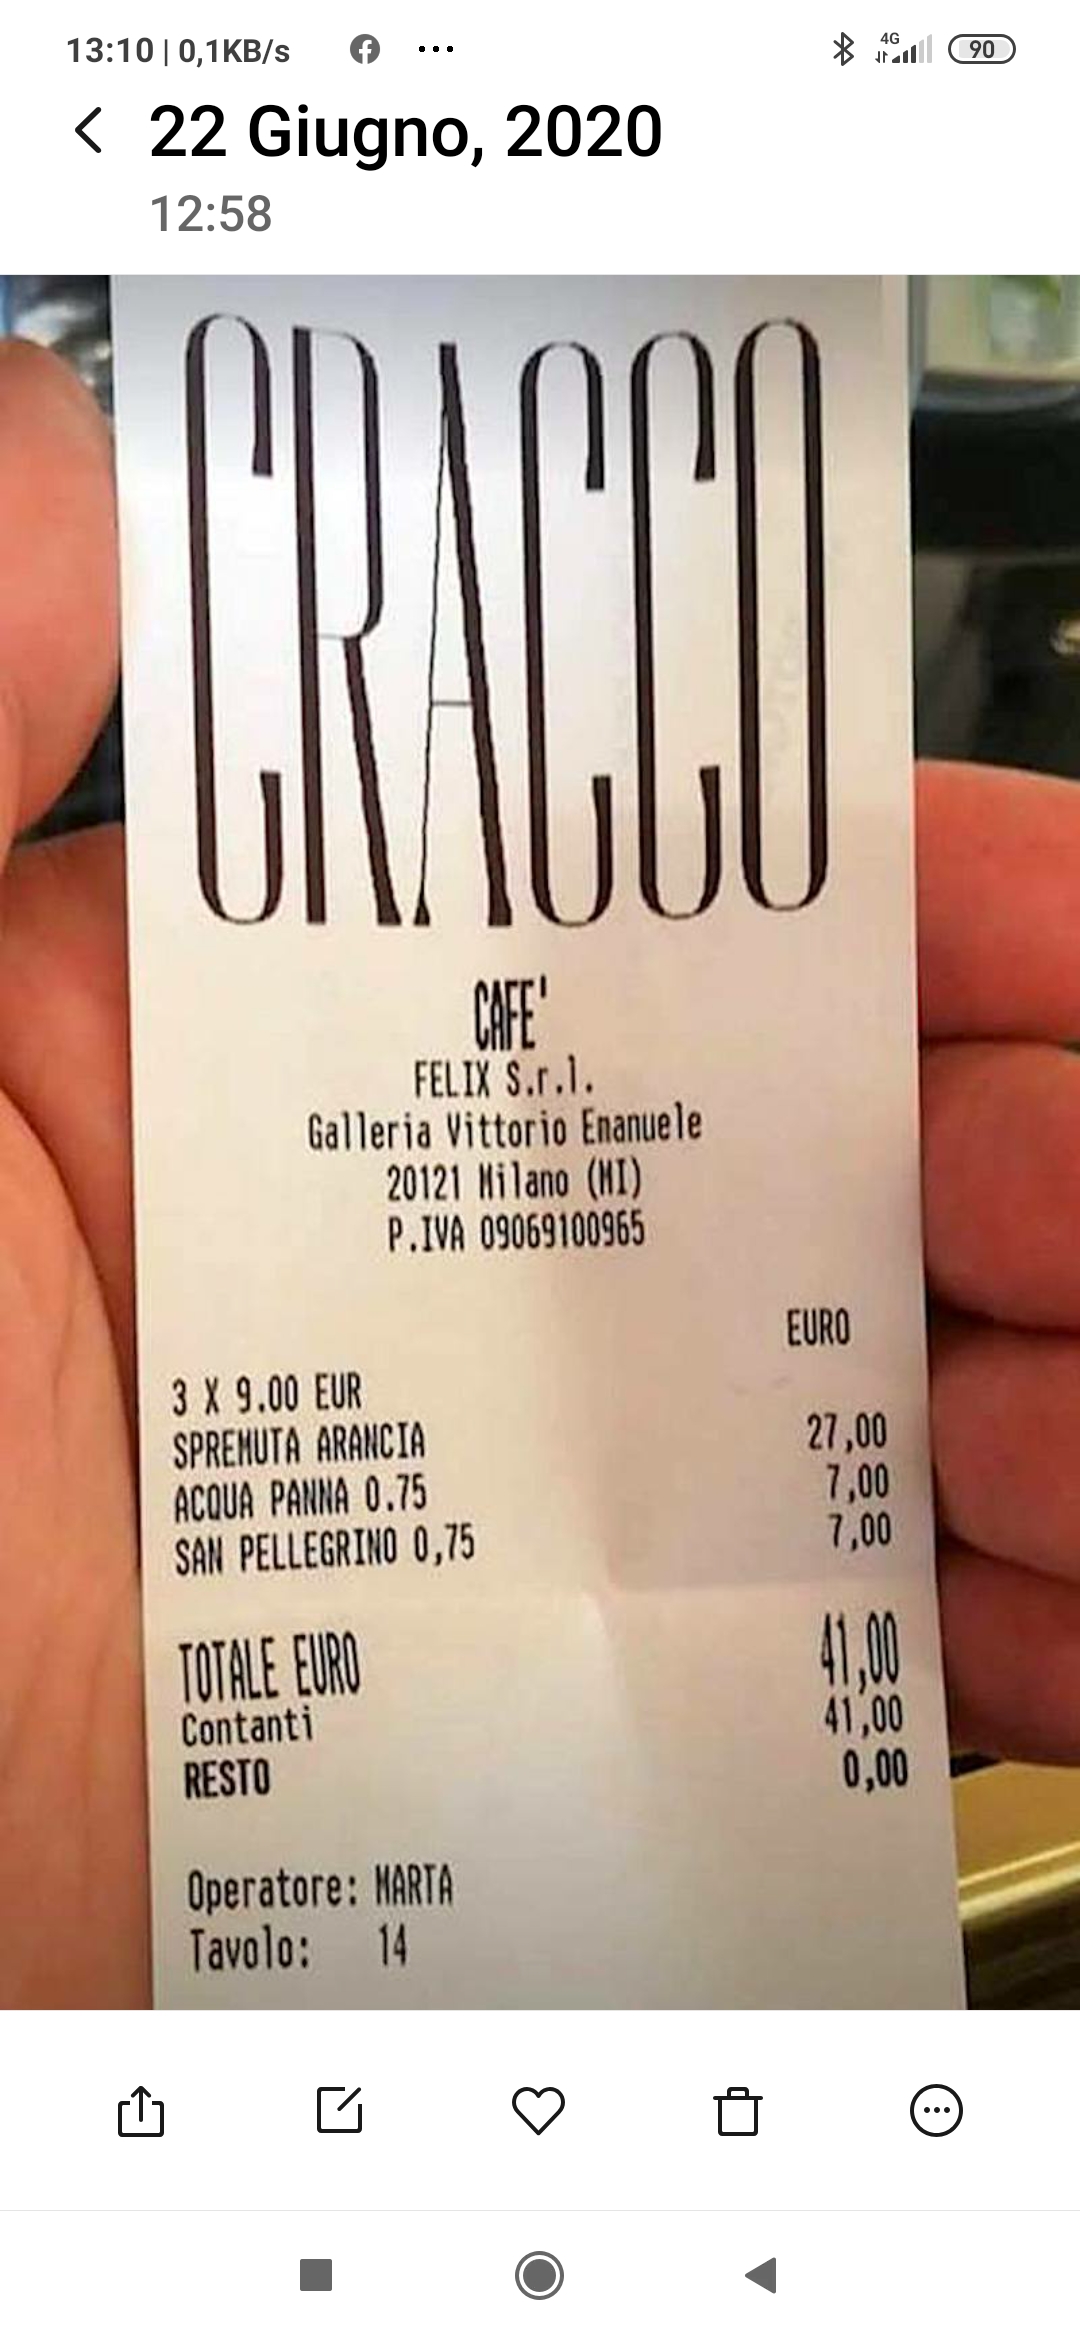 13:10 | 0,1KB/s ... 4G 90
22 Giugno, 2020
12:58
CRACCO
CAFE'
FELIX S.r.l.
Galleria Vittorio Emanuele
20121 Milano (MI)
P.IVA 09069100965
EURO
3 X 9.00 EUR
SPREMUTA ARANCIA 27,00
ACQUA PANNA 0.75 7,00
SAN PELLEGRINO 0,75 7,00
TOTALE EURO 41,00
Contanti 41,00
RESTO 0,00
Operatore: MARTA
Tavolo: 14